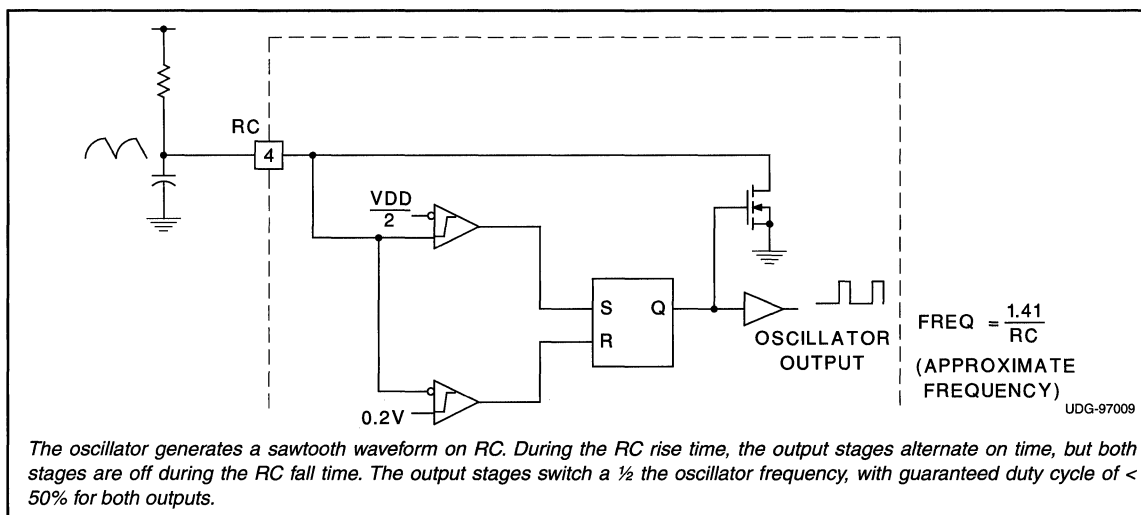 RC
4
VDD
2
S
Q
R
0.2V
OSCILLATOR
OUTPUT
FREQ = 1.41
RC
(APPROXIMATE
FREQUENCY)
UDG-97009
The oscillator generates a sawtooth waveform on RC. During the RC rise time, the output stages alternate on time, but both
stages are off during the RC fall time. The output stages switch a ½ the oscillator frequency, with guaranteed duty cycle of <
50% for both outputs.